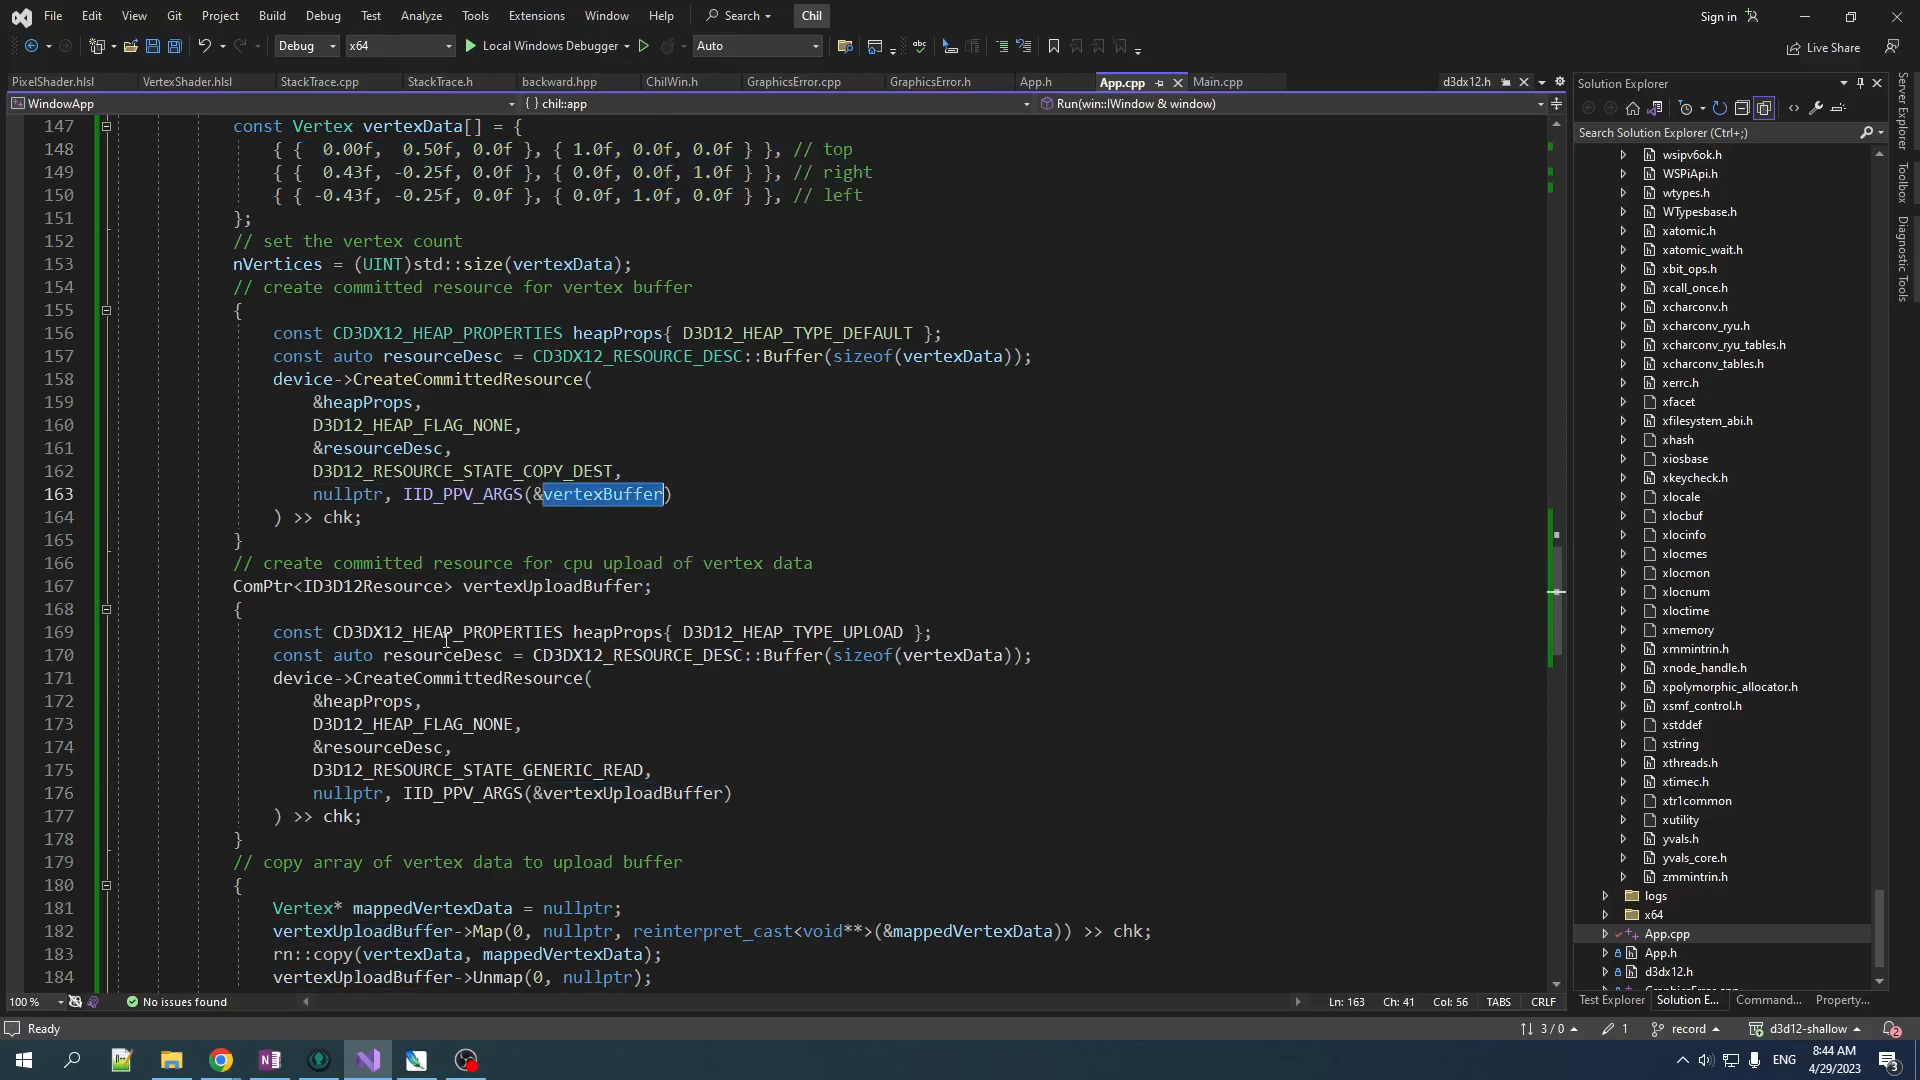 File Edit View Git Project Build Debug Test Analyze Tools Extensions Window Help Search Chil Sign in
Debug x64 Local Windows Debugger Auto Live Share
PixelShader.hlsl VertexShader.hlsl StackTrace.cpp StackTrace.h backward.hpp ChilWin.h GraphicsError.cpp GraphicsError.h App.h App.cpp Main.cpp d3dx12.h
WindowApp { } chil::app Run(win::IWindow & window)
147 const Vertex vertexData[] = {
148 { { 0.00f, 0.50f, 0.0f }, { 1.0f, 0.0f, 0.0f } }, // top
149 { { 0.43f, -0.25f, 0.0f }, { 0.0f, 0.0f, 1.0f } }, // right
150 { { -0.43f, -0.25f, 0.0f }, { 0.0f, 1.0f, 0.0f } }, // left
151 };
152 // set the vertex count
153 nVertices = (UINT)std::size(vertexData);
154 // create committed resource for vertex buffer
155 {
156 const CD3DX12_HEAP_PROPERTIES heapProps{ D3D12_HEAP_TYPE_DEFAULT };
157 const auto resourceDesc = CD3DX12_RESOURCE_DESC::Buffer(sizeof(vertexData));
158 device->CreateCommittedResource(
159 &heapProps,
160 D3D12_HEAP_FLAG_NONE,
161 &resourceDesc,
162 D3D12_RESOURCE_STATE_COPY_DEST,
163 nullptr, IID_PPV_ARGS(&vertexBuffer)
164 ) >> chk;
165 }
166 // create committed resource for cpu upload of vertex data
167 ComPtr<ID3D12Resource> vertexUploadBuffer;
168 {
169 const CD3DX12_HEAP_PROPERTIES heapProps{ D3D12_HEAP_TYPE_UPLOAD };
170 const auto resourceDesc = CD3DX12_RESOURCE_DESC::Buffer(sizeof(vertexData));
171 device->CreateCommittedResource(
172 &heapProps,
173 D3D12_HEAP_FLAG_NONE,
174 &resourceDesc,
175 D3D12_RESOURCE_STATE_GENERIC_READ,
176 nullptr, IID_PPV_ARGS(&vertexUploadBuffer)
177 ) >> chk;
178 }
179 // copy array of vertex data to upload buffer
180 {
181 Vertex* mappedVertexData = nullptr;
182 vertexUploadBuffer->Map(0, nullptr, reinterpret_cast<void**>(&mappedVertexData)) >> chk;
183 rn::copy(vertexData, mappedVertexData);
184 vertexUploadBuffer->Unmap(0, nullptr);
100 % No issues found Ln: 163 Ch: 41 Col: 56 TABS CRLF
Solution Explorer
Search Solution Explorer (Ctrl+;)
wsipv6ok.h
WSPiApi.h
wtypes.h
WTypesbase.h
xatomic.h
xatomic_wait.h
xbit_ops.h
xcall_once.h
xcharconv.h
xcharconv_ryu.h
xcharconv_ryu_tables.h
xcharconv_tables.h
xerrc.h
xfacet
xfilesystem_abi.h
xhash
xiosbase
xkeycheck.h
xlocale
xlocbuf
xlocinfo
xlocmes
xlocmon
xlocnum
xloctime
xmemory
xmmintrin.h
xnode_handle.h
xpolymorphic_allocator.h
xsmf_control.h
xstddef
xstring
xthreads.h
xtimec.h
xtr1common
xutility
yvals.h
yvals_core.h
zmmintrin.h
logs
x64
App.cpp
App.h
d3dx12.h
Test Explorer Solution E... Command... Property...
Server Explorer
Toolbox
Diagnostic Tools
Ready 3 / 0 1 record d3d12-shallow 2
ENG 8:44 AM 3
4/29/2023